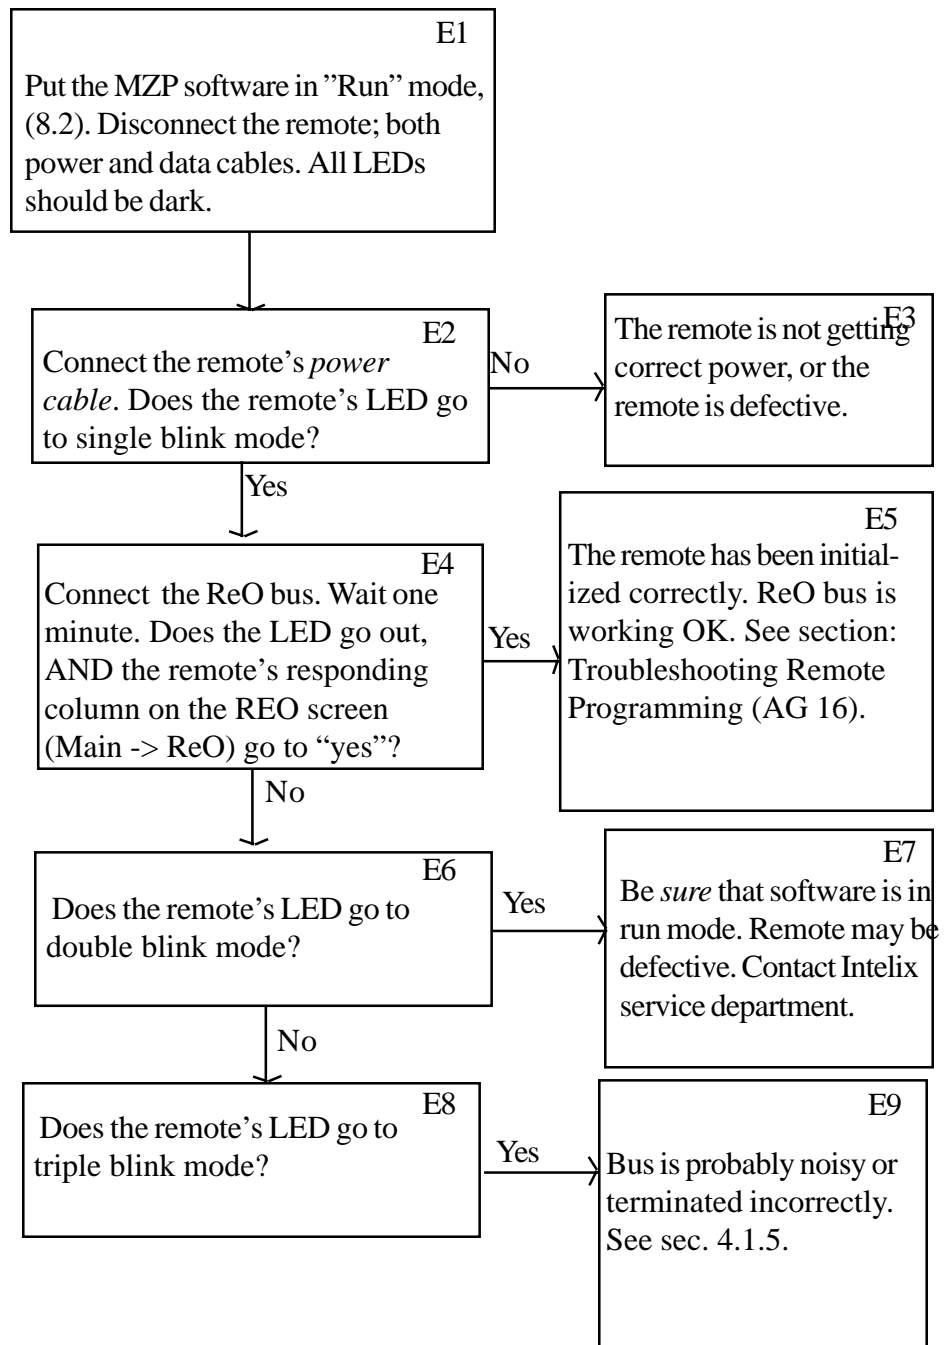 E1
Put the MZP software in ”Run” mode,
(8.2). Disconnect the remote; both
power and data cables. All LEDs
should be dark.
E2
Connect the remote’s power
cable. Does the remote’s LED go
to single blink mode?
No
E3
The remote is not getting
correct power, or the
remote is defective.
Yes
E4
Connect the ReO bus. Wait one
minute. Does the LED go out,
AND the remote’s responding
column on the REO screen
(Main -> ReO) go to “yes”?
Yes
E5
The remote has been initial-
ized correctly. ReO bus is
working OK. See section:
Troubleshooting Remote
Programming (AG 16).
No
E6
Does the remote’s LED go to
double blink mode?
Yes
E7
Be sure that software is in
run mode. Remote may be
defective. Contact Intelix
service department.
No
E8
Does the remote’s LED go to
triple blink mode?
Yes
E9
Bus is probably noisy or
terminated incorrectly.
See sec. 4.1.5.